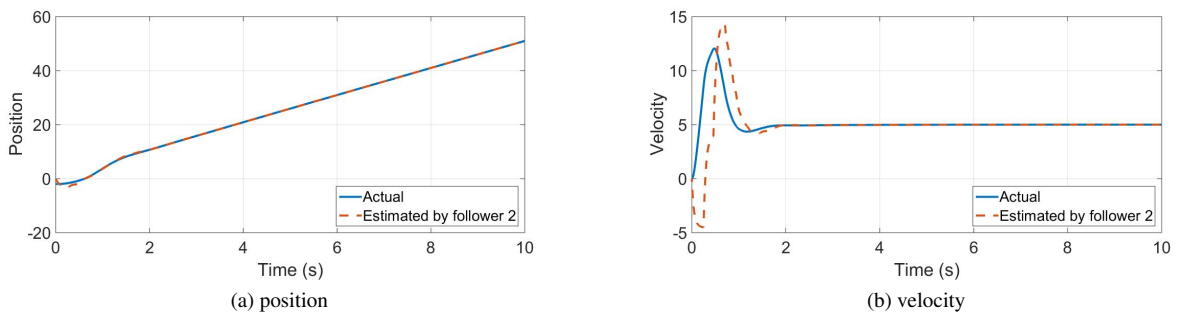 60
40
20
0
-20
Position
0 2 4 6 8 10
Time (s)
Actual
Estimated by follower 2
(a) position
15
10
5
0
-5
Velocity
0 2 4 6 8 10
Time (s)
Actual
Estimated by follower 2
(b) velocity